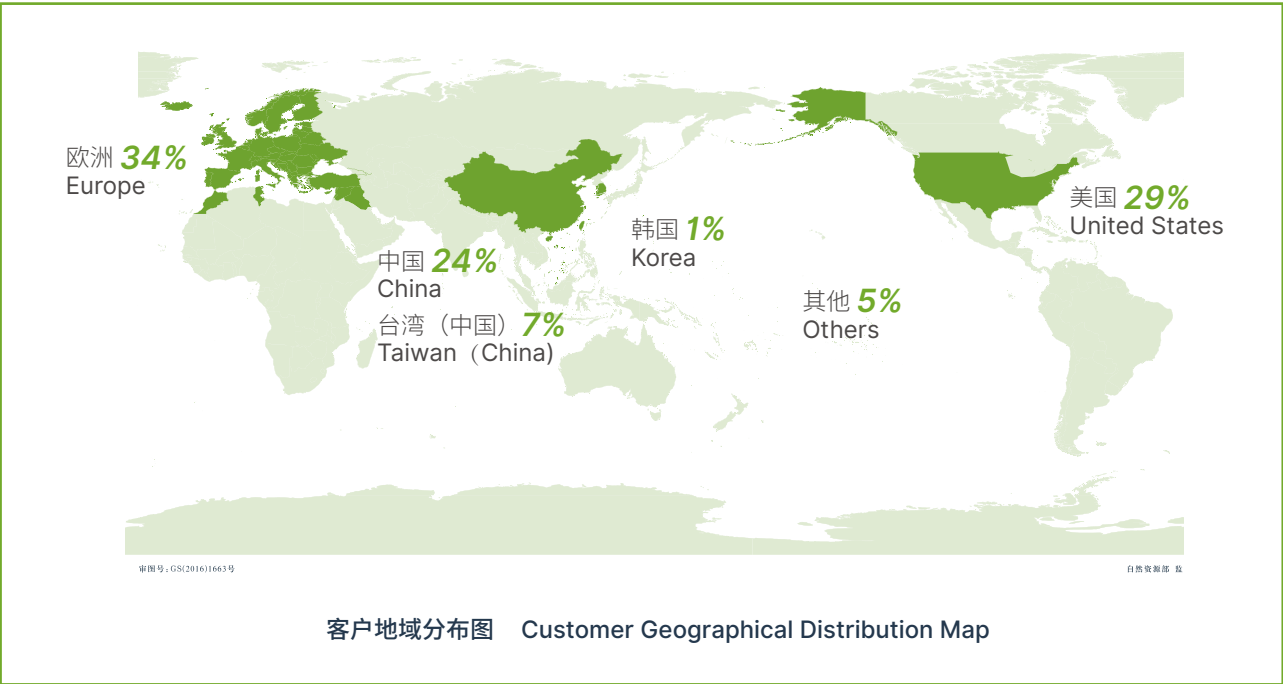 欧洲 34%
Europe
美国 29%
United States
韩国 1%
Korea
中国 24%
China
台湾（中国）7%
Taiwan（China)
其他 5%
Others
审图号：GS(2016)1663号
自然资源部 监
客户地域分布图 Customer Geographical Distribution Map